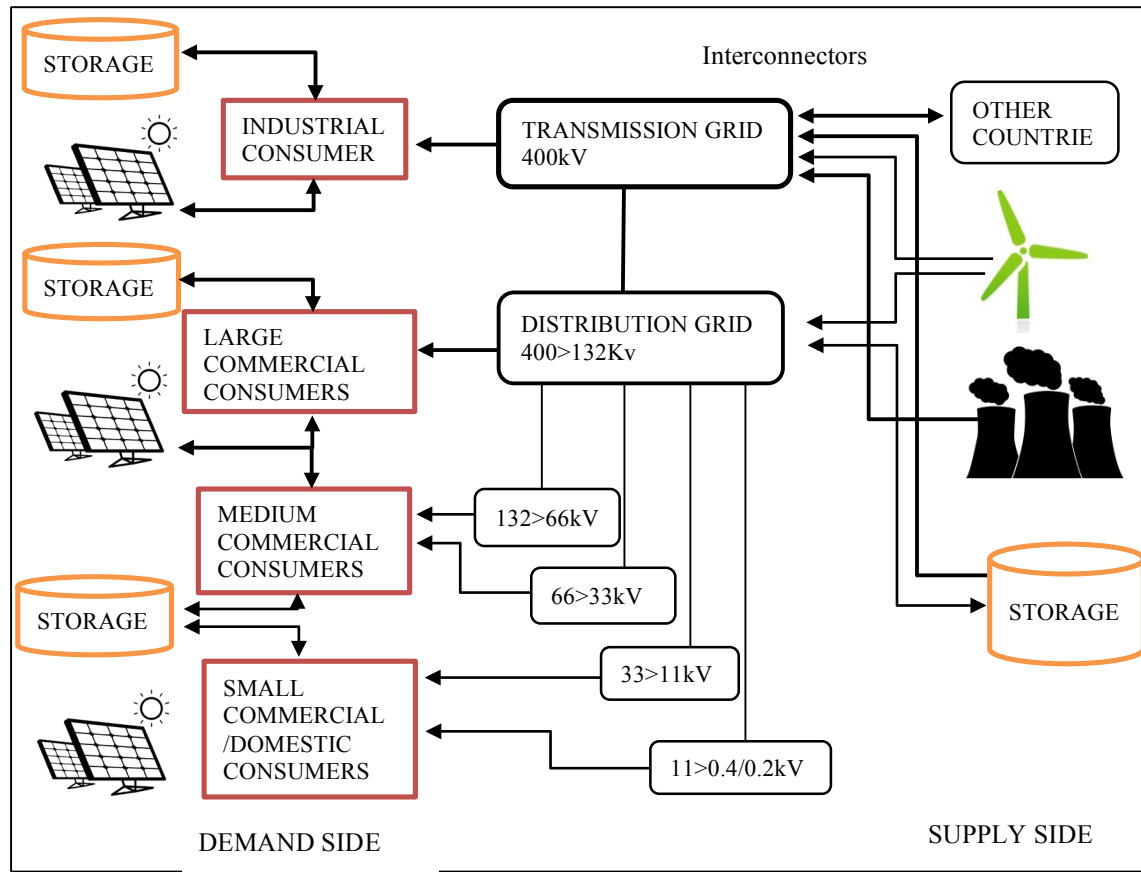 STORAGE
Interconnectors
INDUSTRIAL
CONSUMER
TRANSMISSION GRID
400kV
OTHER
COUNTRIE
STORAGE
LARGE
COMMERCIAL
CONSUMERS
DISTRIBUTION GRID
400>132Kv
MEDIUM
COMMERCIAL
CONSUMERS
132>66kV
66>33kV
STORAGE
STORAGE
SMALL
COMMERCIAL
/DOMESTIC
CONSUMERS
33>11kV
11>0.4/0.2kV
DEMAND SIDE
SUPPLY SIDE